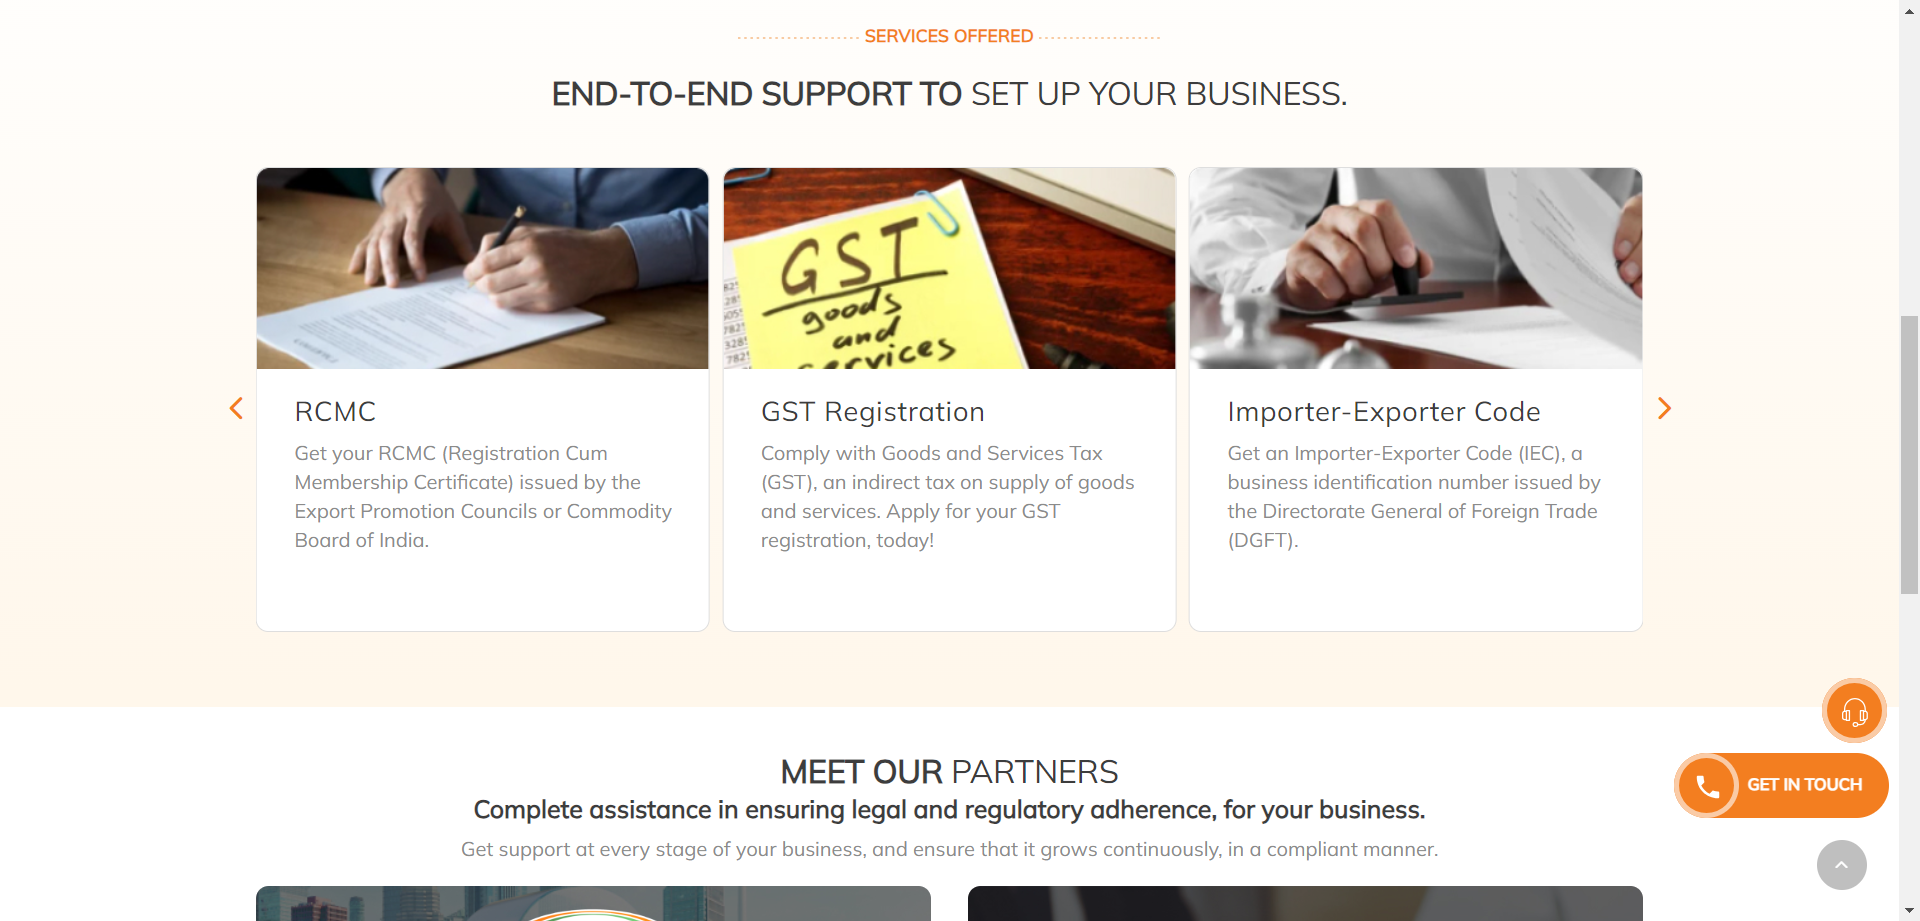 SERVICES OFFERED
END-TO-END SUPPORT TO SET UP YOUR BUSINESS.
GST
goods
and
services
RCMC
Get your RCMC (Registration Cum
Membership Certificate) issued by the
Export Promotion Councils or Commodity
Board of India.
GST Registration
Comply with Goods and Services Tax
(GST), an indirect tax on supply of goods
and services. Apply for your GST
registration, today!
Importer-Exporter Code
Get an Importer-Exporter Code (IEC), a
business identification number issued by
the Directorate General of Foreign Trade
(DGFT).
GET IN TOUCH
MEET OUR PARTNERS
Complete assistance in ensuring legal and regulatory adherence, for your business.
Get support at every stage of your business, and ensure that it grows continuously, in a compliant manner.